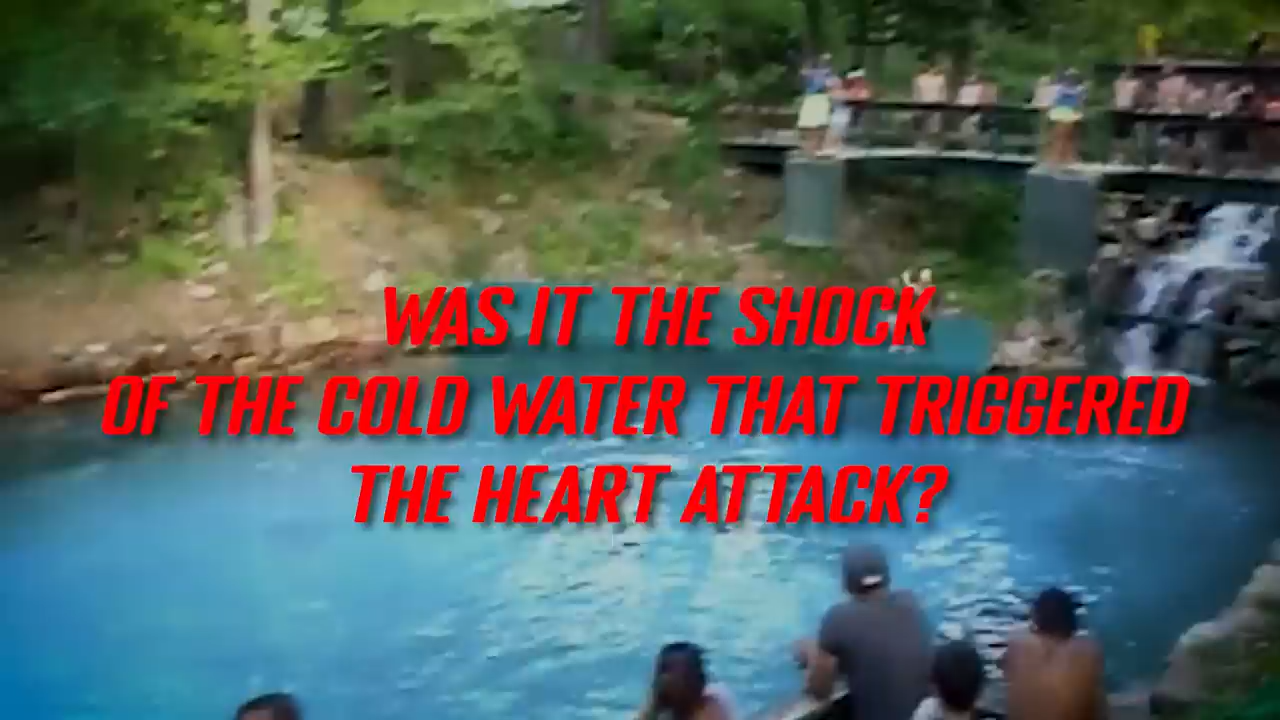 WAS IT THE SHOCK
OF THE COLD WATER THAT TRIGGERED
THE HEART ATTACK?